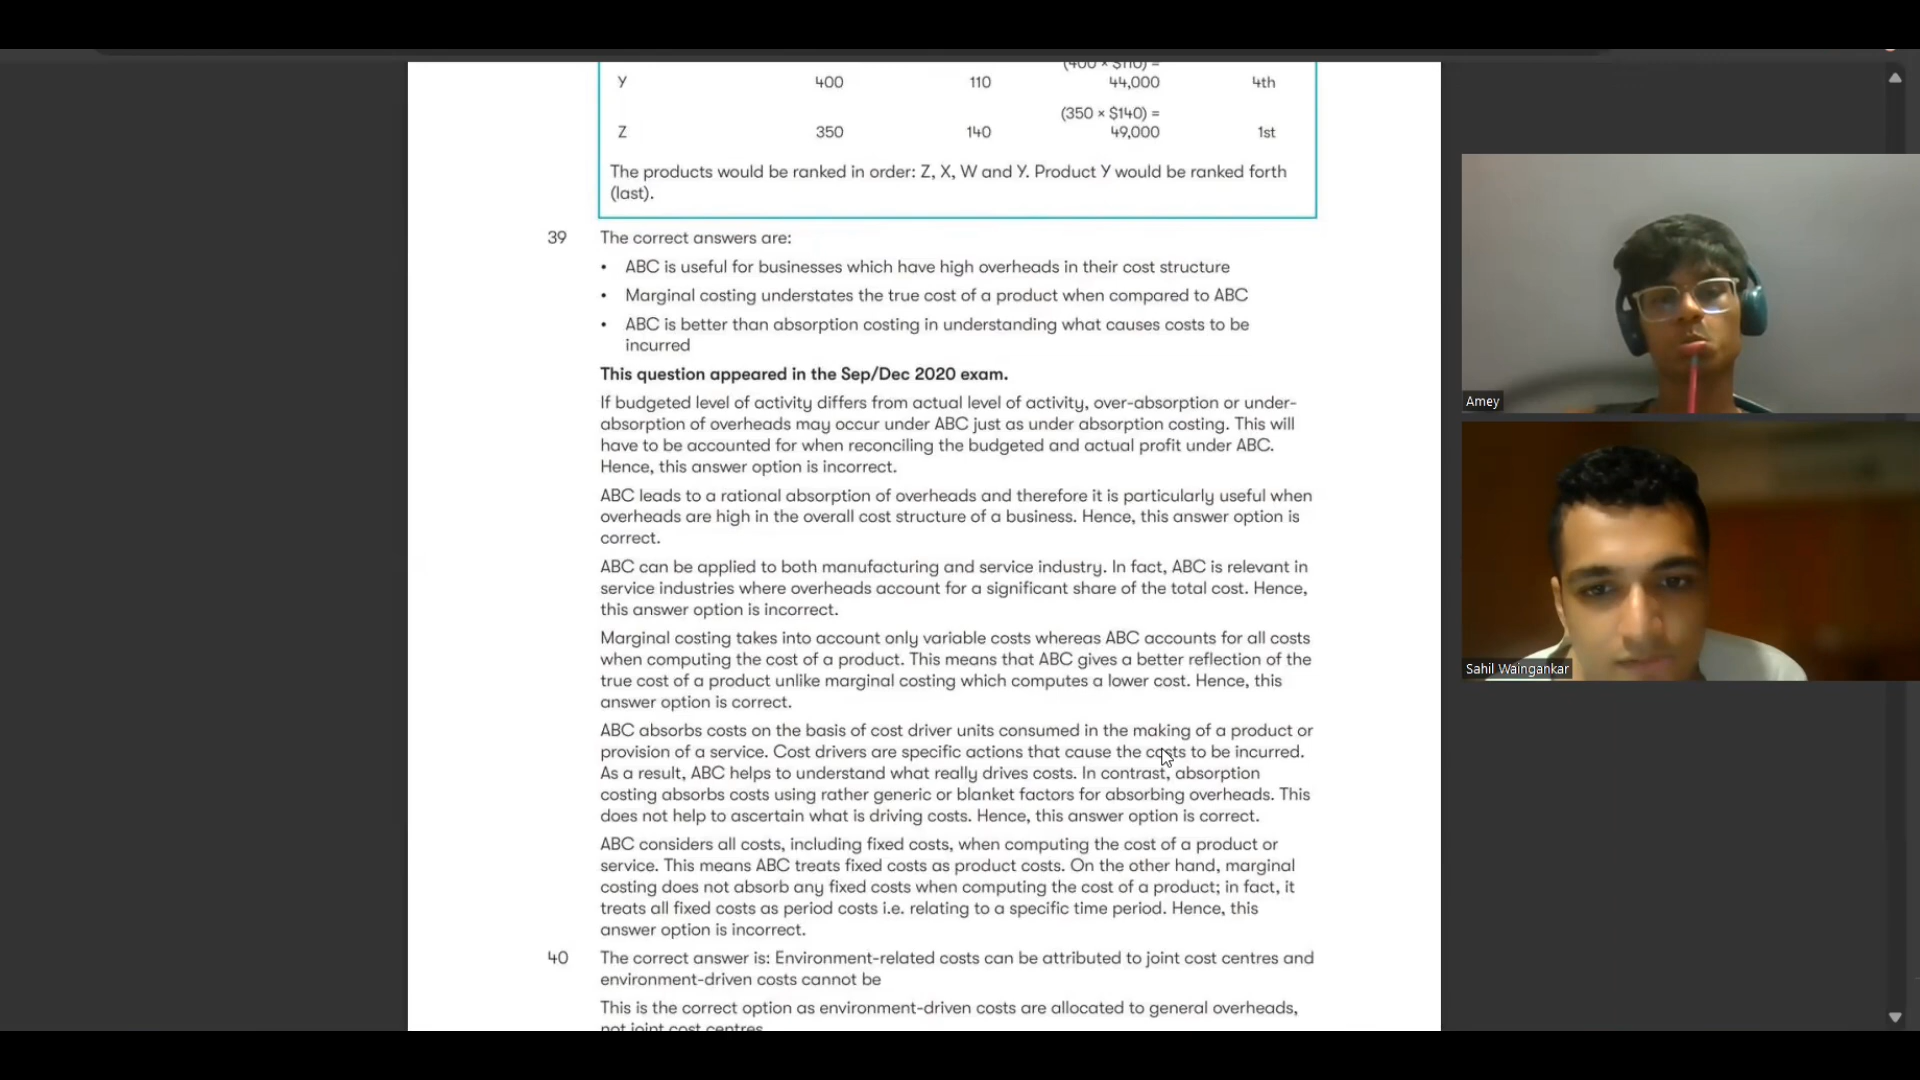 (400 × $110) =
Y 400 110 44,000 4th
(350 × $140) =
Z 350 140 49,000 1st
The products would be ranked in order: Z, X, W and Y. Product Y would be ranked forth
(last).
39 The correct answers are:
• ABC is useful for businesses which have high overheads in their cost structure
• Marginal costing understates the true cost of a product when compared to ABC
• ABC is better than absorption costing in understanding what causes costs to be
incurred
This question appeared in the Sep/Dec 2020 exam.
If budgeted level of activity differs from actual level of activity, over-absorption or under-
absorption of overheads may occur under ABC just as under absorption costing. This will
have to be accounted for when reconciling the budgeted and actual profit under ABC.
Hence, this answer option is incorrect.
ABC leads to a rational absorption of overheads and therefore it is particularly useful when
overheads are high in the overall cost structure of a business. Hence, this answer option is
correct.
ABC can be applied to both manufacturing and service industry. In fact, ABC is relevant in
service industries where overheads account for a significant share of the total cost. Hence,
this answer option is incorrect.
Marginal costing takes into account only variable costs whereas ABC accounts for all costs
when computing the cost of a product. This means that ABC gives a better reflection of the
true cost of a product unlike marginal costing which computes a lower cost. Hence, this
answer option is correct.
ABC absorbs costs on the basis of cost driver units consumed in the making of a product or
provision of a service. Cost drivers are specific actions that cause the costs to be incurred.
As a result, ABC helps to understand what really drives costs. In contrast, absorption
costing absorbs costs using rather generic or blanket factors for absorbing overheads. This
does not help to ascertain what is driving costs. Hence, this answer option is correct.
ABC considers all costs, including fixed costs, when computing the cost of a product or
service. This means ABC treats fixed costs as product costs. On the other hand, marginal
costing does not absorb any fixed costs when computing the cost of a product; in fact, it
treats all fixed costs as period costs i.e. relating to a specific time period. Hence, this
answer option is incorrect.
40 The correct answer is: Environment-related costs can be attributed to joint cost centres and
environment-driven costs cannot be
This is the correct option as environment-driven costs are allocated to general overheads,
not joint cost centres
Amey
Sahil Waingankar